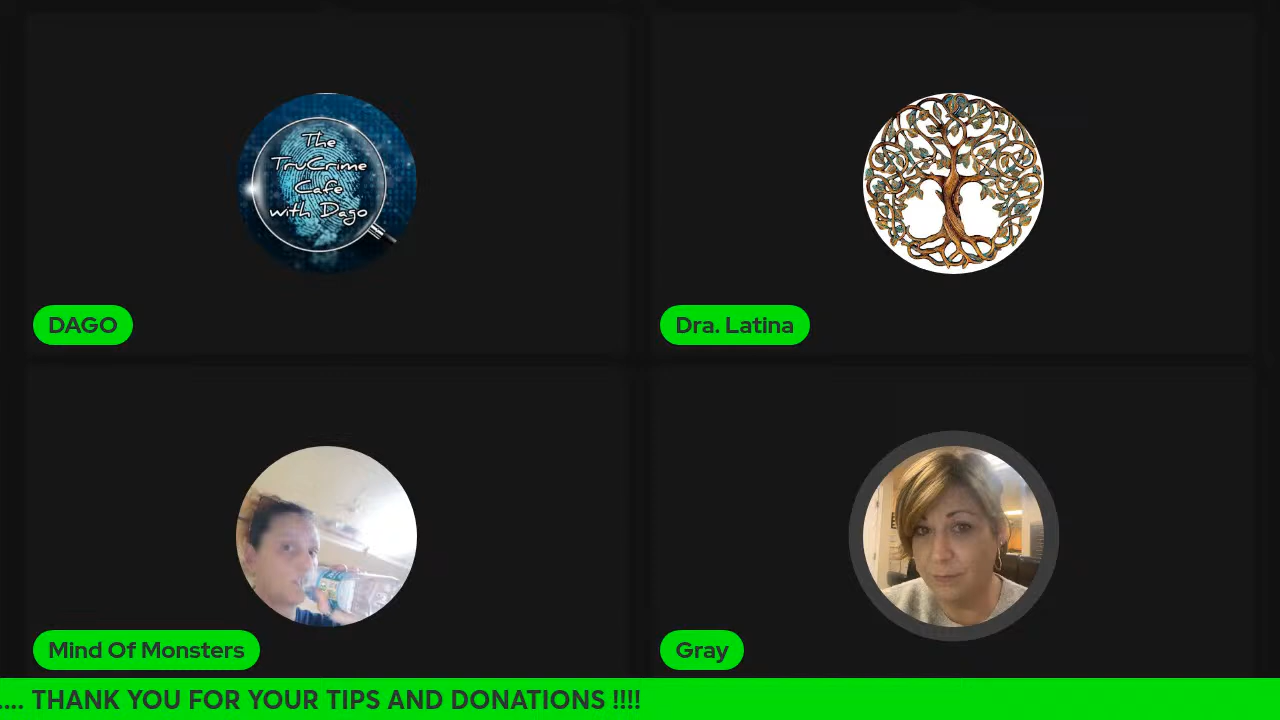 The
TruCrime
Cafe
with Dago
DAGO
Dra. Latina
Mind Of Monsters
Gray
.... THANK YOU FOR YOUR TIPS AND DONATIONS !!!!